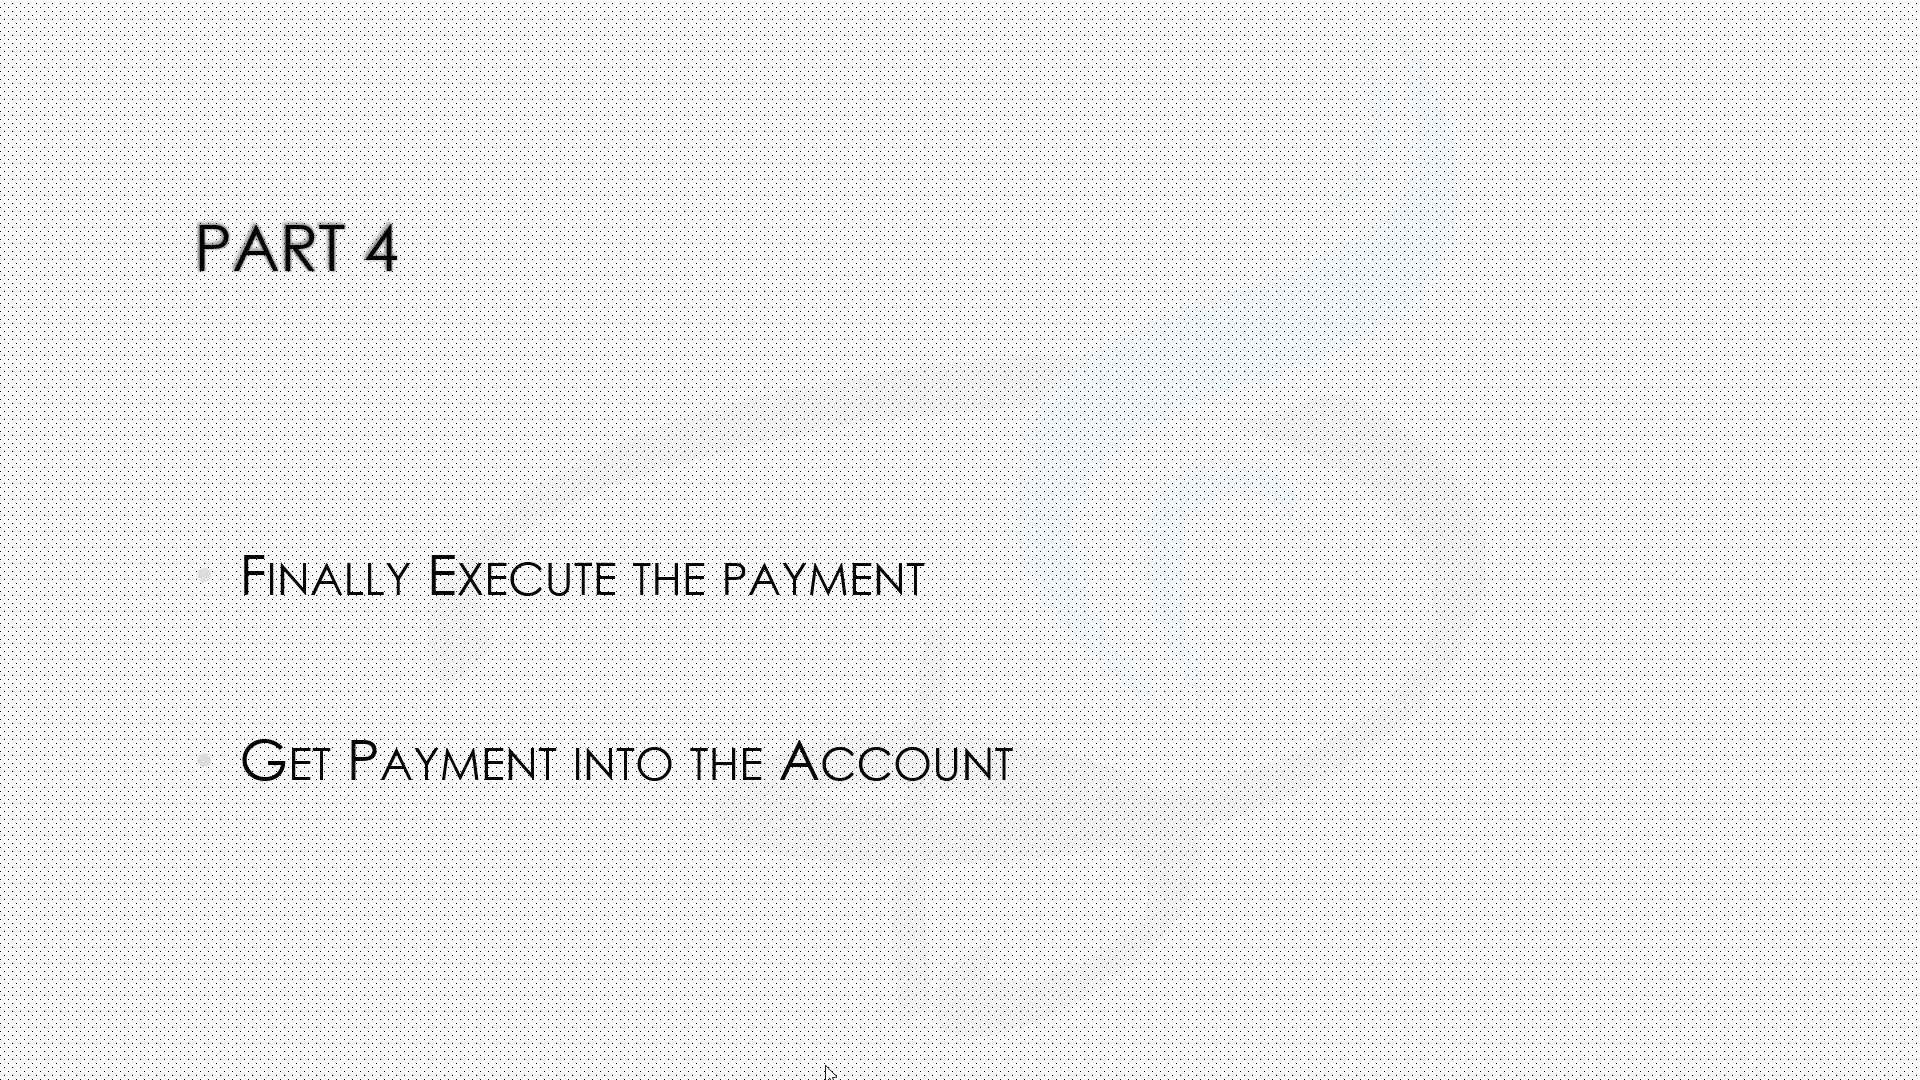 PART 4
Finally Execute the payment
Get Payment into the Account